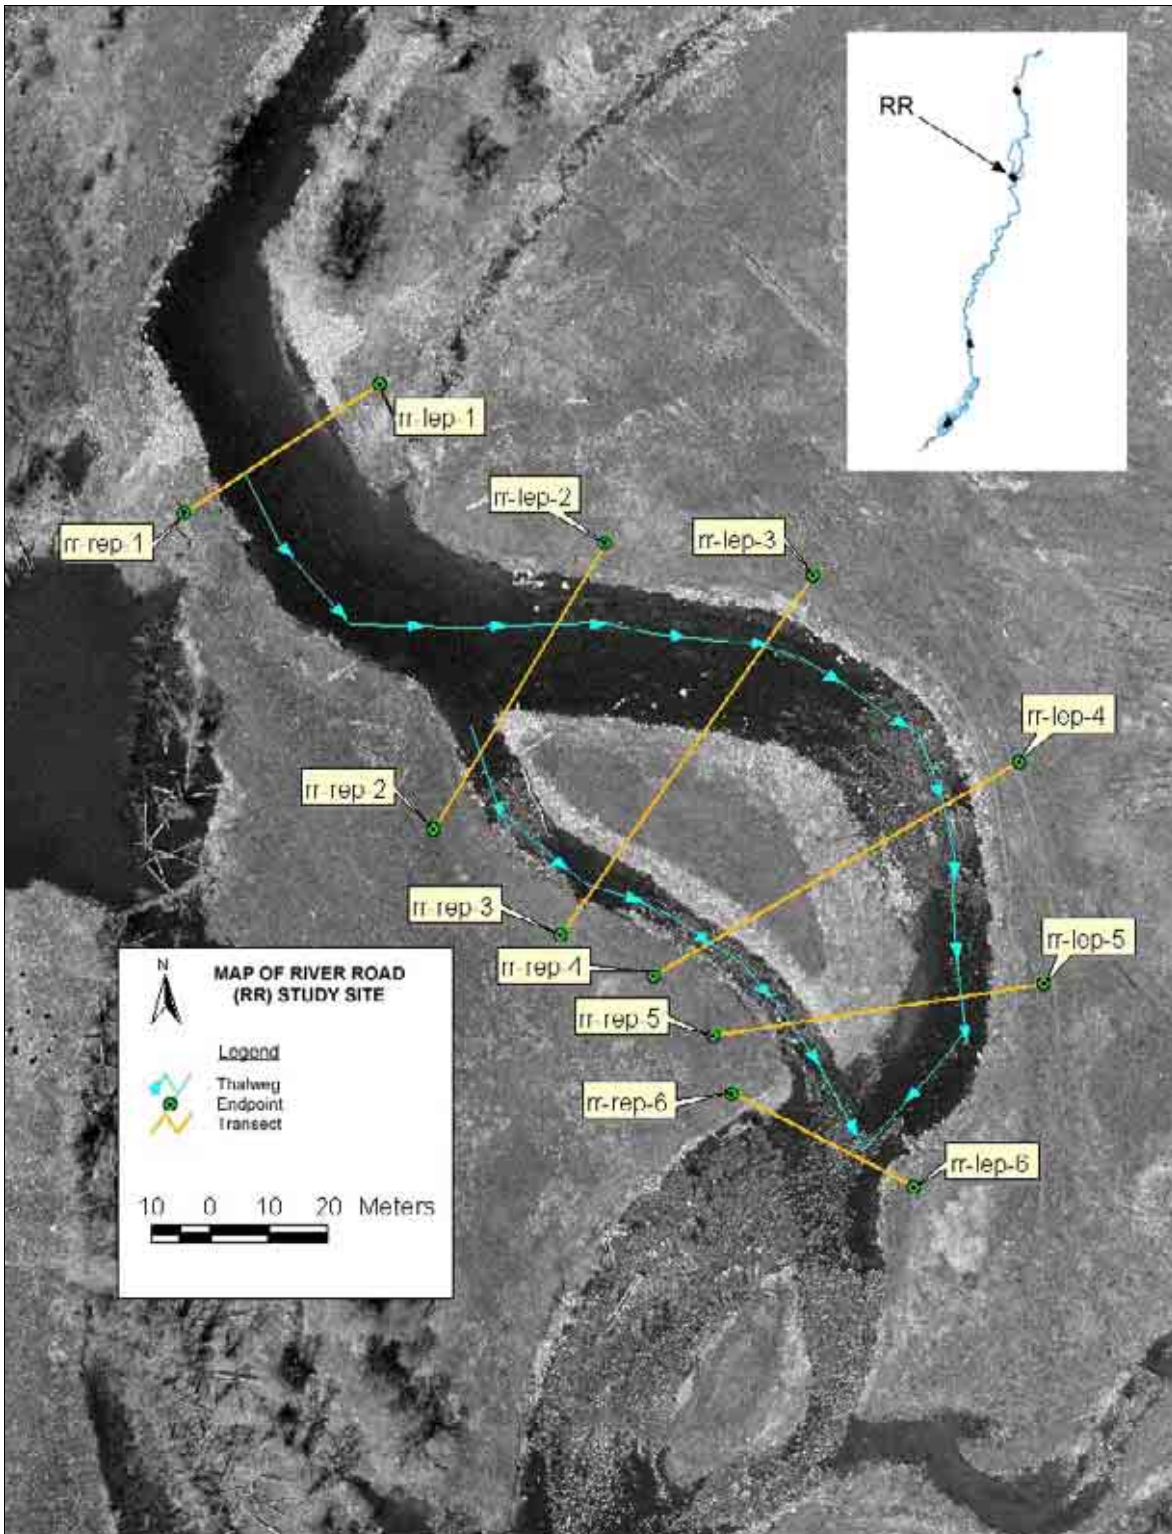 RR
rr-lep-1
rr-lep-2
rr-rep-1
rr-lep-3
rr-lep-4
rr-rep-2
rr-rep-3
rr-lep-5
rr-rep-4
N
MAP OF RIVER ROAD
(RR) STUDY SITE
rr-rep-5
Legend
Thalweg
Endpoint
Transect
rr-rep-6
rr-lep-6
10 0 10 20 Meters